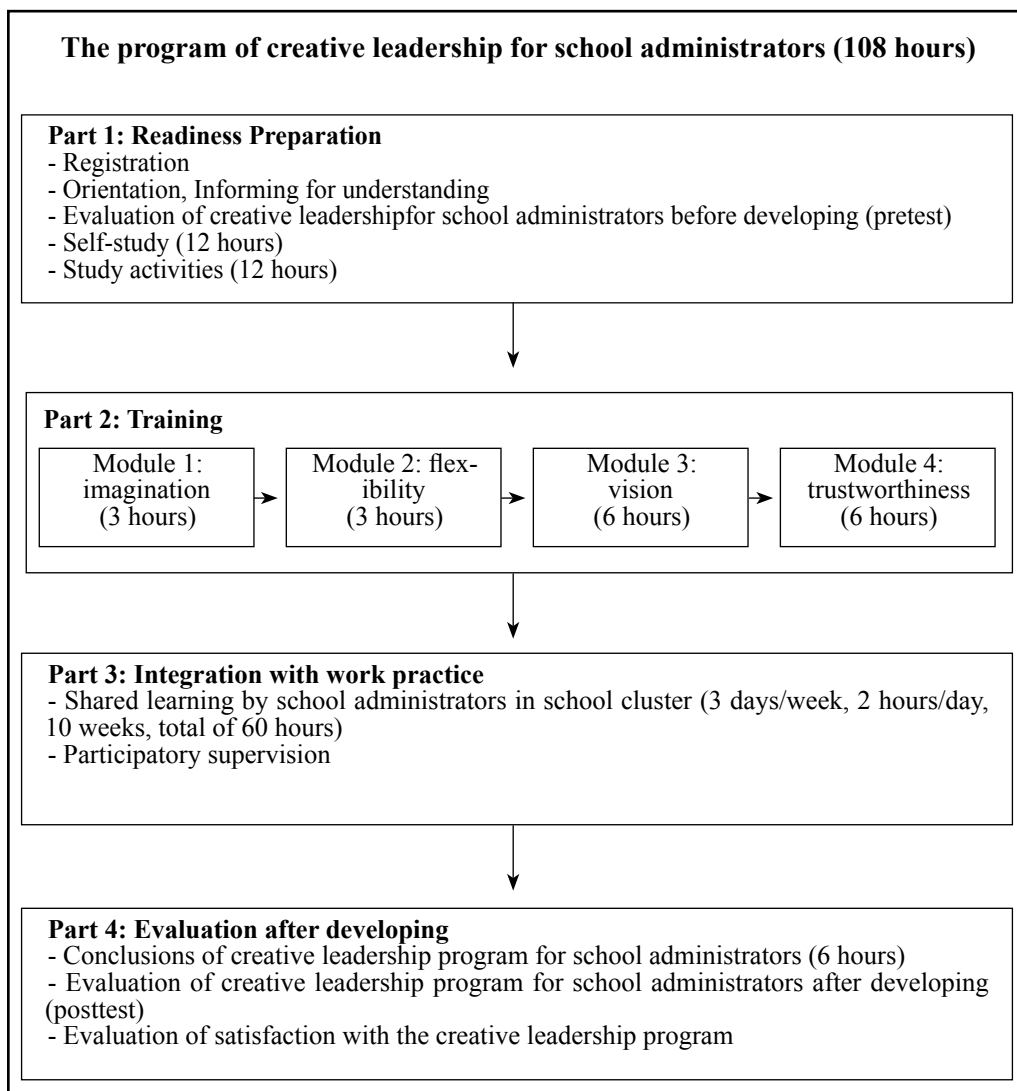 The program of creative leadership for school administrators (108 hours)
Part 1: Readiness Preparation
- Registration
- Orientation, Informing for understanding
- Evaluation of creative leadershipfor school administrators before developing (pretest)
- Self-study (12 hours)
- Study activities (12 hours)
Part 2: Training
Module 1:
imagination
(3 hours)
Module 2: flex-
ibility
(3 hours)
Module 3:
vision
(6 hours)
Module 4:
trustworthiness
(6 hours)
Part 3: Integration with work practice
- Shared learning by school administrators in school cluster (3 days/week, 2 hours/day,
10 weeks, total of 60 hours)
- Participatory supervision
Part 4: Evaluation after developing
- Conclusions of creative leadership program for school administrators (6 hours)
- Evaluation of creative leadership program for school administrators after developing
(posttest)
- Evaluation of satisfaction with the creative leadership program